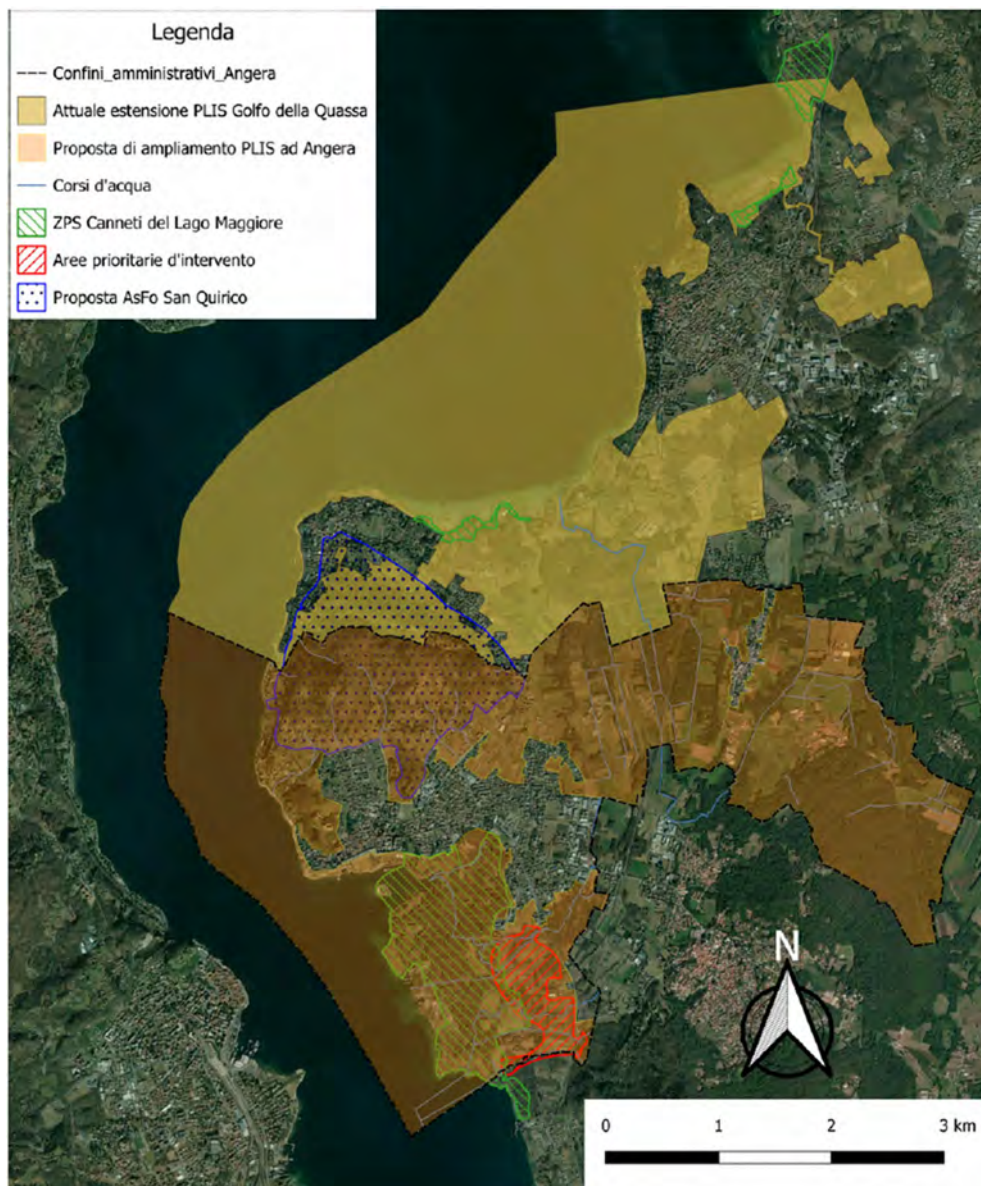 Legenda
Confini_amministrativi_Angera
Attuale estensione PLIS Golfo della Quassa
Proposta di ampliamento PLIS ad Angera
Corsi d'acqua
ZPS Canneti del Lago Maggiore
Aree prioritarie d'intervento
Proposta AsFo San Quirico
N
0 1 2 3 km